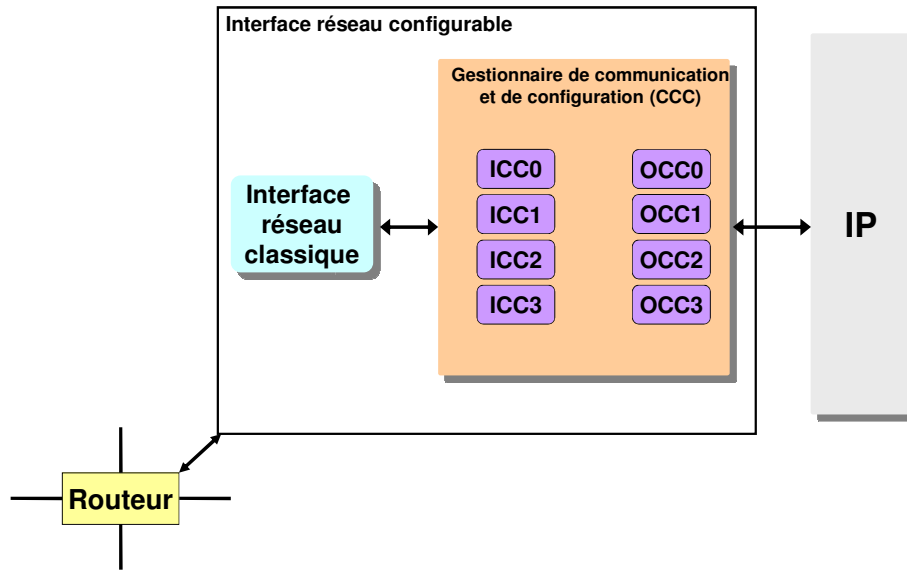 Interface réseau configurable
Gestionnaire de communication
et de configuration (CCC)
Interface
réseau
classique
ICC0
ICC1
ICC2
ICC3
OCC0
OCC1
OCC2
OCC3
IP
Routeur